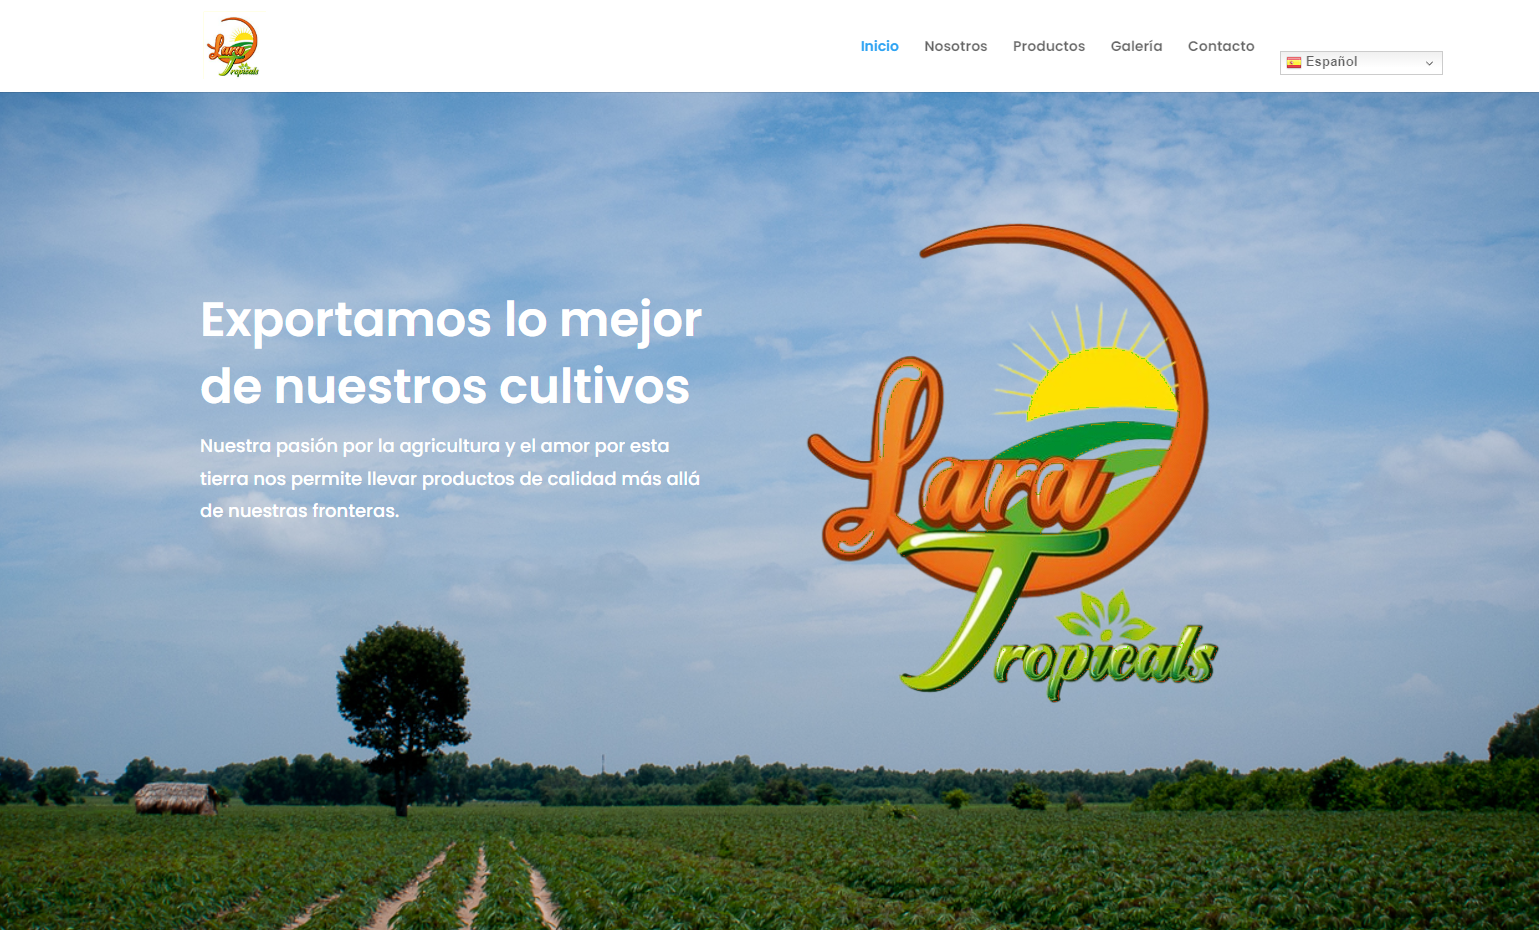 Lara
Tropicals
Inicio
Nosotros
Productos
Galería
Contacto
Español
Exportamos lo mejor
de nuestros cultivos
Nuestra pasión por la agricultura y el amor por esta
tierra nos permite llevar productos de calidad más allá
de nuestras fronteras.
Lara
Tropicals